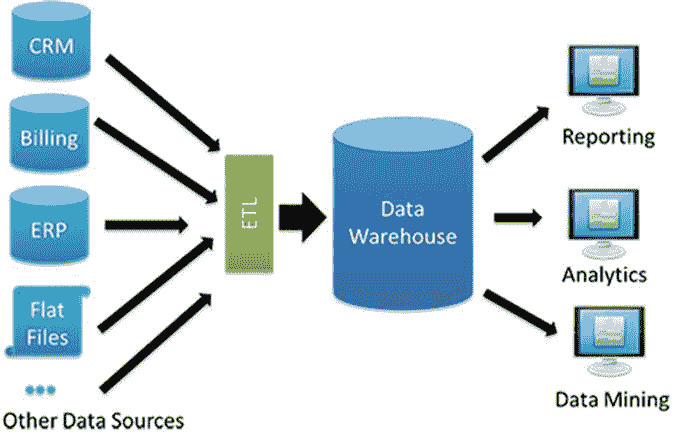 CRM
Billing
ERP
Flat
Files
Other Data Sources
ETL
Data
Warehouse
Reporting
Analytics
Data Mining